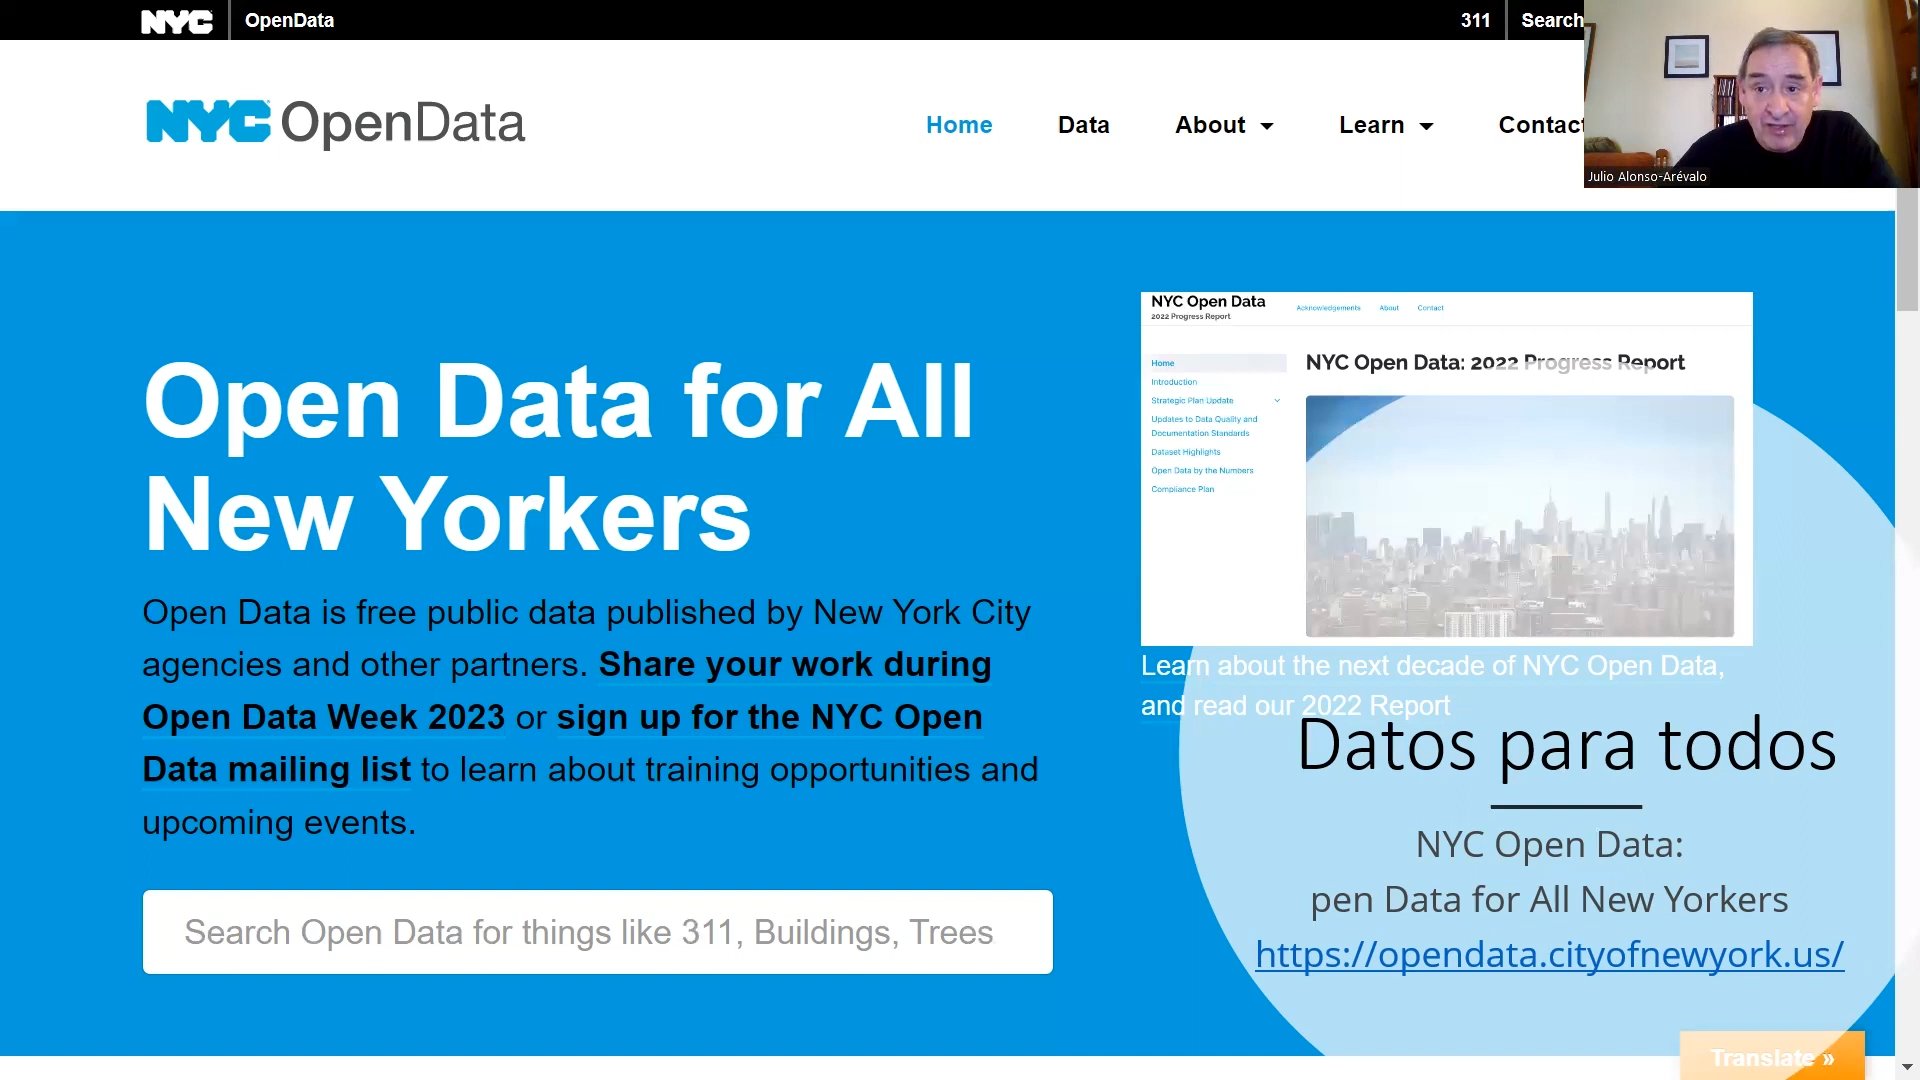 NYC OpenData 311 Search
NYC OpenData
Home Data About Learn Contact
Julio Alonso-Arévalo
Open Data for All
New Yorkers
Open Data is free public data published by New York City
agencies and other partners. Share your work during
Open Data Week 2023 or sign up for the NYC Open
Data mailing list to learn about training opportunities and
upcoming events.
Search Open Data for things like 311, Buildings, Trees
NYC Open Data
2022 Progress Report
Acknowledgements About Contact
Home
Introduction
Strategic Plan Update
Updates to Data Quality and
Documentation Standards
Dataset Highlights
Open Data by the Numbers
Compliance Plan
NYC Open Data: 2022 Progress Report
Learn about the next decade of NYC Open Data,
and read our 2022 Report
Datos para todos
NYC Open Data:
pen Data for All New Yorkers
https://opendata.cityofnewyork.us/
Translate »